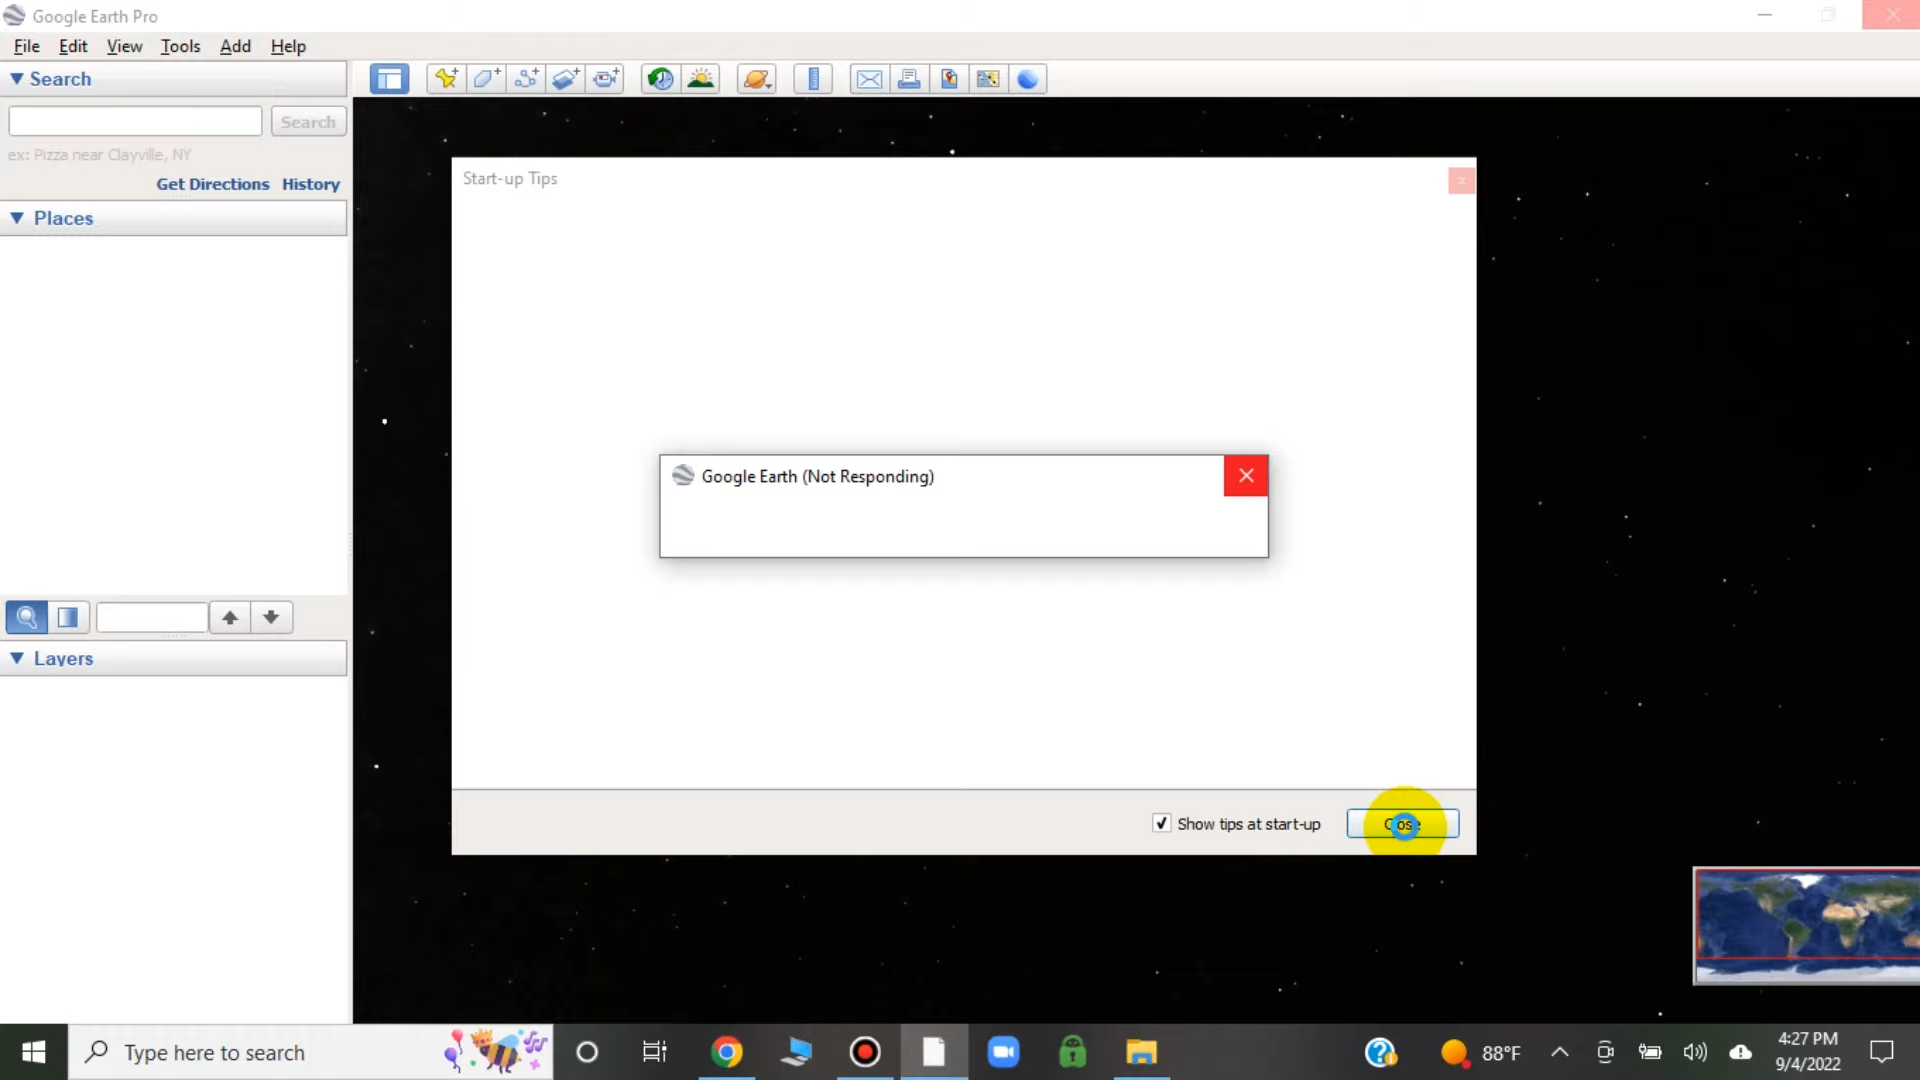 Google Earth Pro
File Edit View Tools Add Help
Search
Search
ex: Pizza near Clayville, NY
Get Directions History
Places
Layers
Start-up Tips
Google Earth (Not Responding)
Show tips at start-up
Close
Type here to search
88°F
4:27 PM
9/4/2022